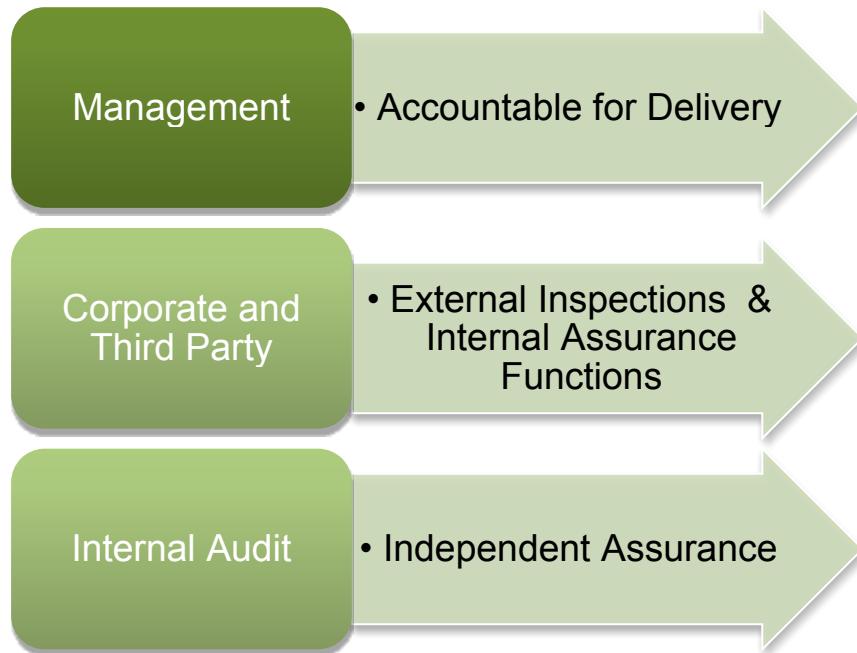 Management
• Accountable for Delivery
Corporate and
Third Party
• External Inspections &
Internal Assurance
Functions
Internal Audit
• Independent Assurance